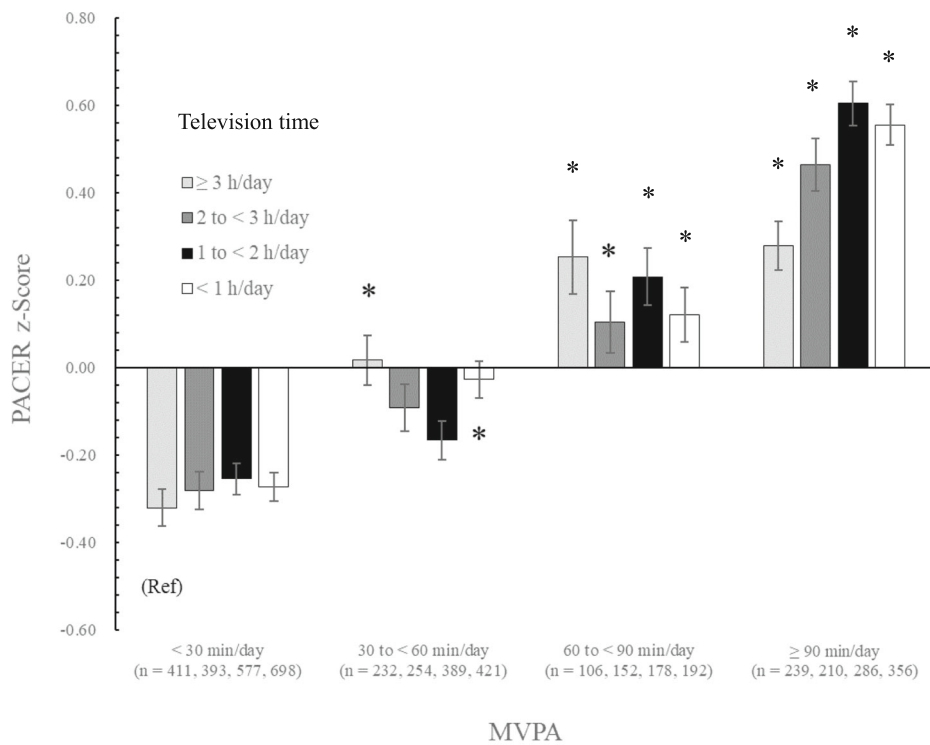 0.80
0.60
0.40
0.20
0.00
-0.20
-0.40
-0.60
PACER z-Score
Television time
≥ 3 h/day
2 to < 3 h/day
1 to < 2 h/day
< 1 h/day
*
*
*
*
*
*
*
*
*
*
(Ref)
< 30 min/day
(n = 411, 393, 577, 698)
30 to < 60 min/day
(n = 232, 254, 389, 421)
60 to < 90 min/day
(n = 106, 152, 178, 192)
≥ 90 min/day
(n = 239, 210, 286, 356)
MVPA